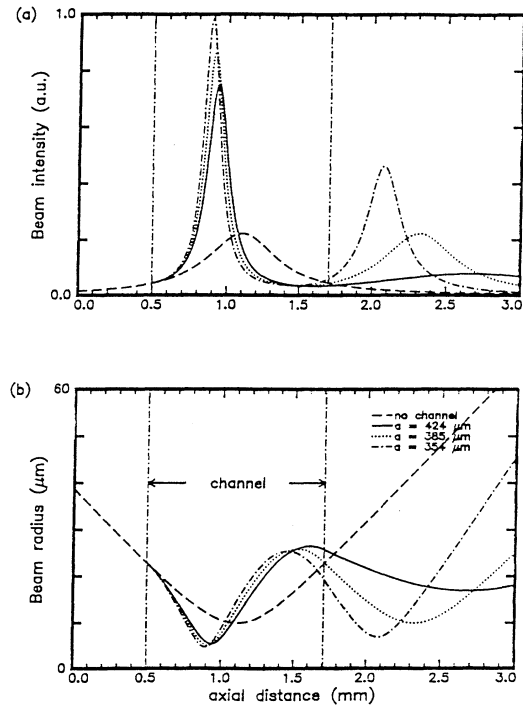 (a)
1.0
Beam intensity (a.u.)
0.0
0.0 0.5 1.0 1.5 2.0 2.5 3.0
(b)
60
no channel
a = 424 μm
a = 385 μm
a = 354 μm
channel
Beam radius (μm)
0
0.0 0.5 1.0 1.5 2.0 2.5 3.0
axial distance (mm)